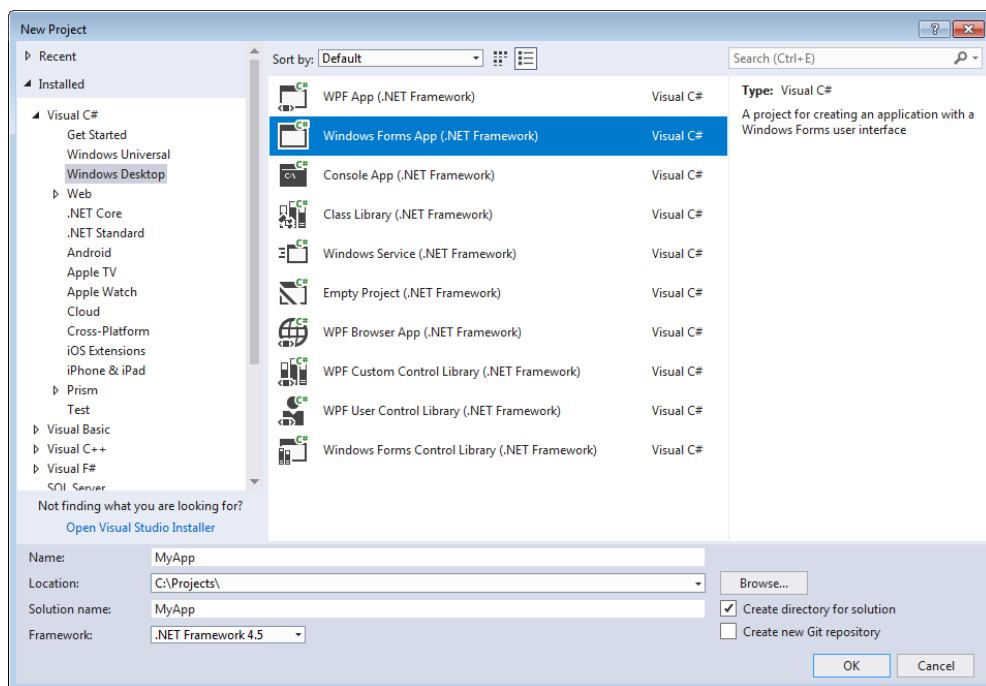 New Project
Recent
Installed
Visual C#
Get Started
Windows Universal
Windows Desktop
Web
.NET Core
.NET Standard
Android
Apple TV
Apple Watch
Cloud
Cross-Platform
iOS Extensions
iPhone & iPad
Prism
Test
Visual Basic
Visual C++
Visual F#
SQL Server
Not finding what you are looking for?
Open Visual Studio Installer
Sort by: Default
WPF App (.NET Framework) Visual C#
Windows Forms App (.NET Framework) Visual C#
Console App (.NET Framework) Visual C#
Class Library (.NET Framework) Visual C#
Windows Service (.NET Framework) Visual C#
Empty Project (.NET Framework) Visual C#
WPF Browser App (.NET Framework) Visual C#
WPF Custom Control Library (.NET Framework) Visual C#
WPF User Control Library (.NET Framework) Visual C#
Windows Forms Control Library (.NET Framework) Visual C#
Search (Ctrl+E)
Type: Visual C#
A project for creating an application with a
Windows Forms user interface
Name: MyApp
Location: C:\Projects\ Browse...
Solution name: MyApp Create directory for solution
Framework: .NET Framework 4.5 Create new Git repository
OK Cancel